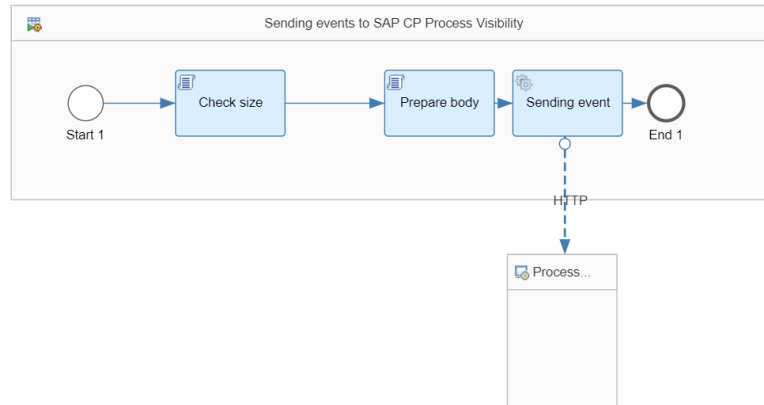 Sending events to SAP CP Process Visibility
Check size
Prepare body
Sending event
Start 1
End 1
HTTP
Process...